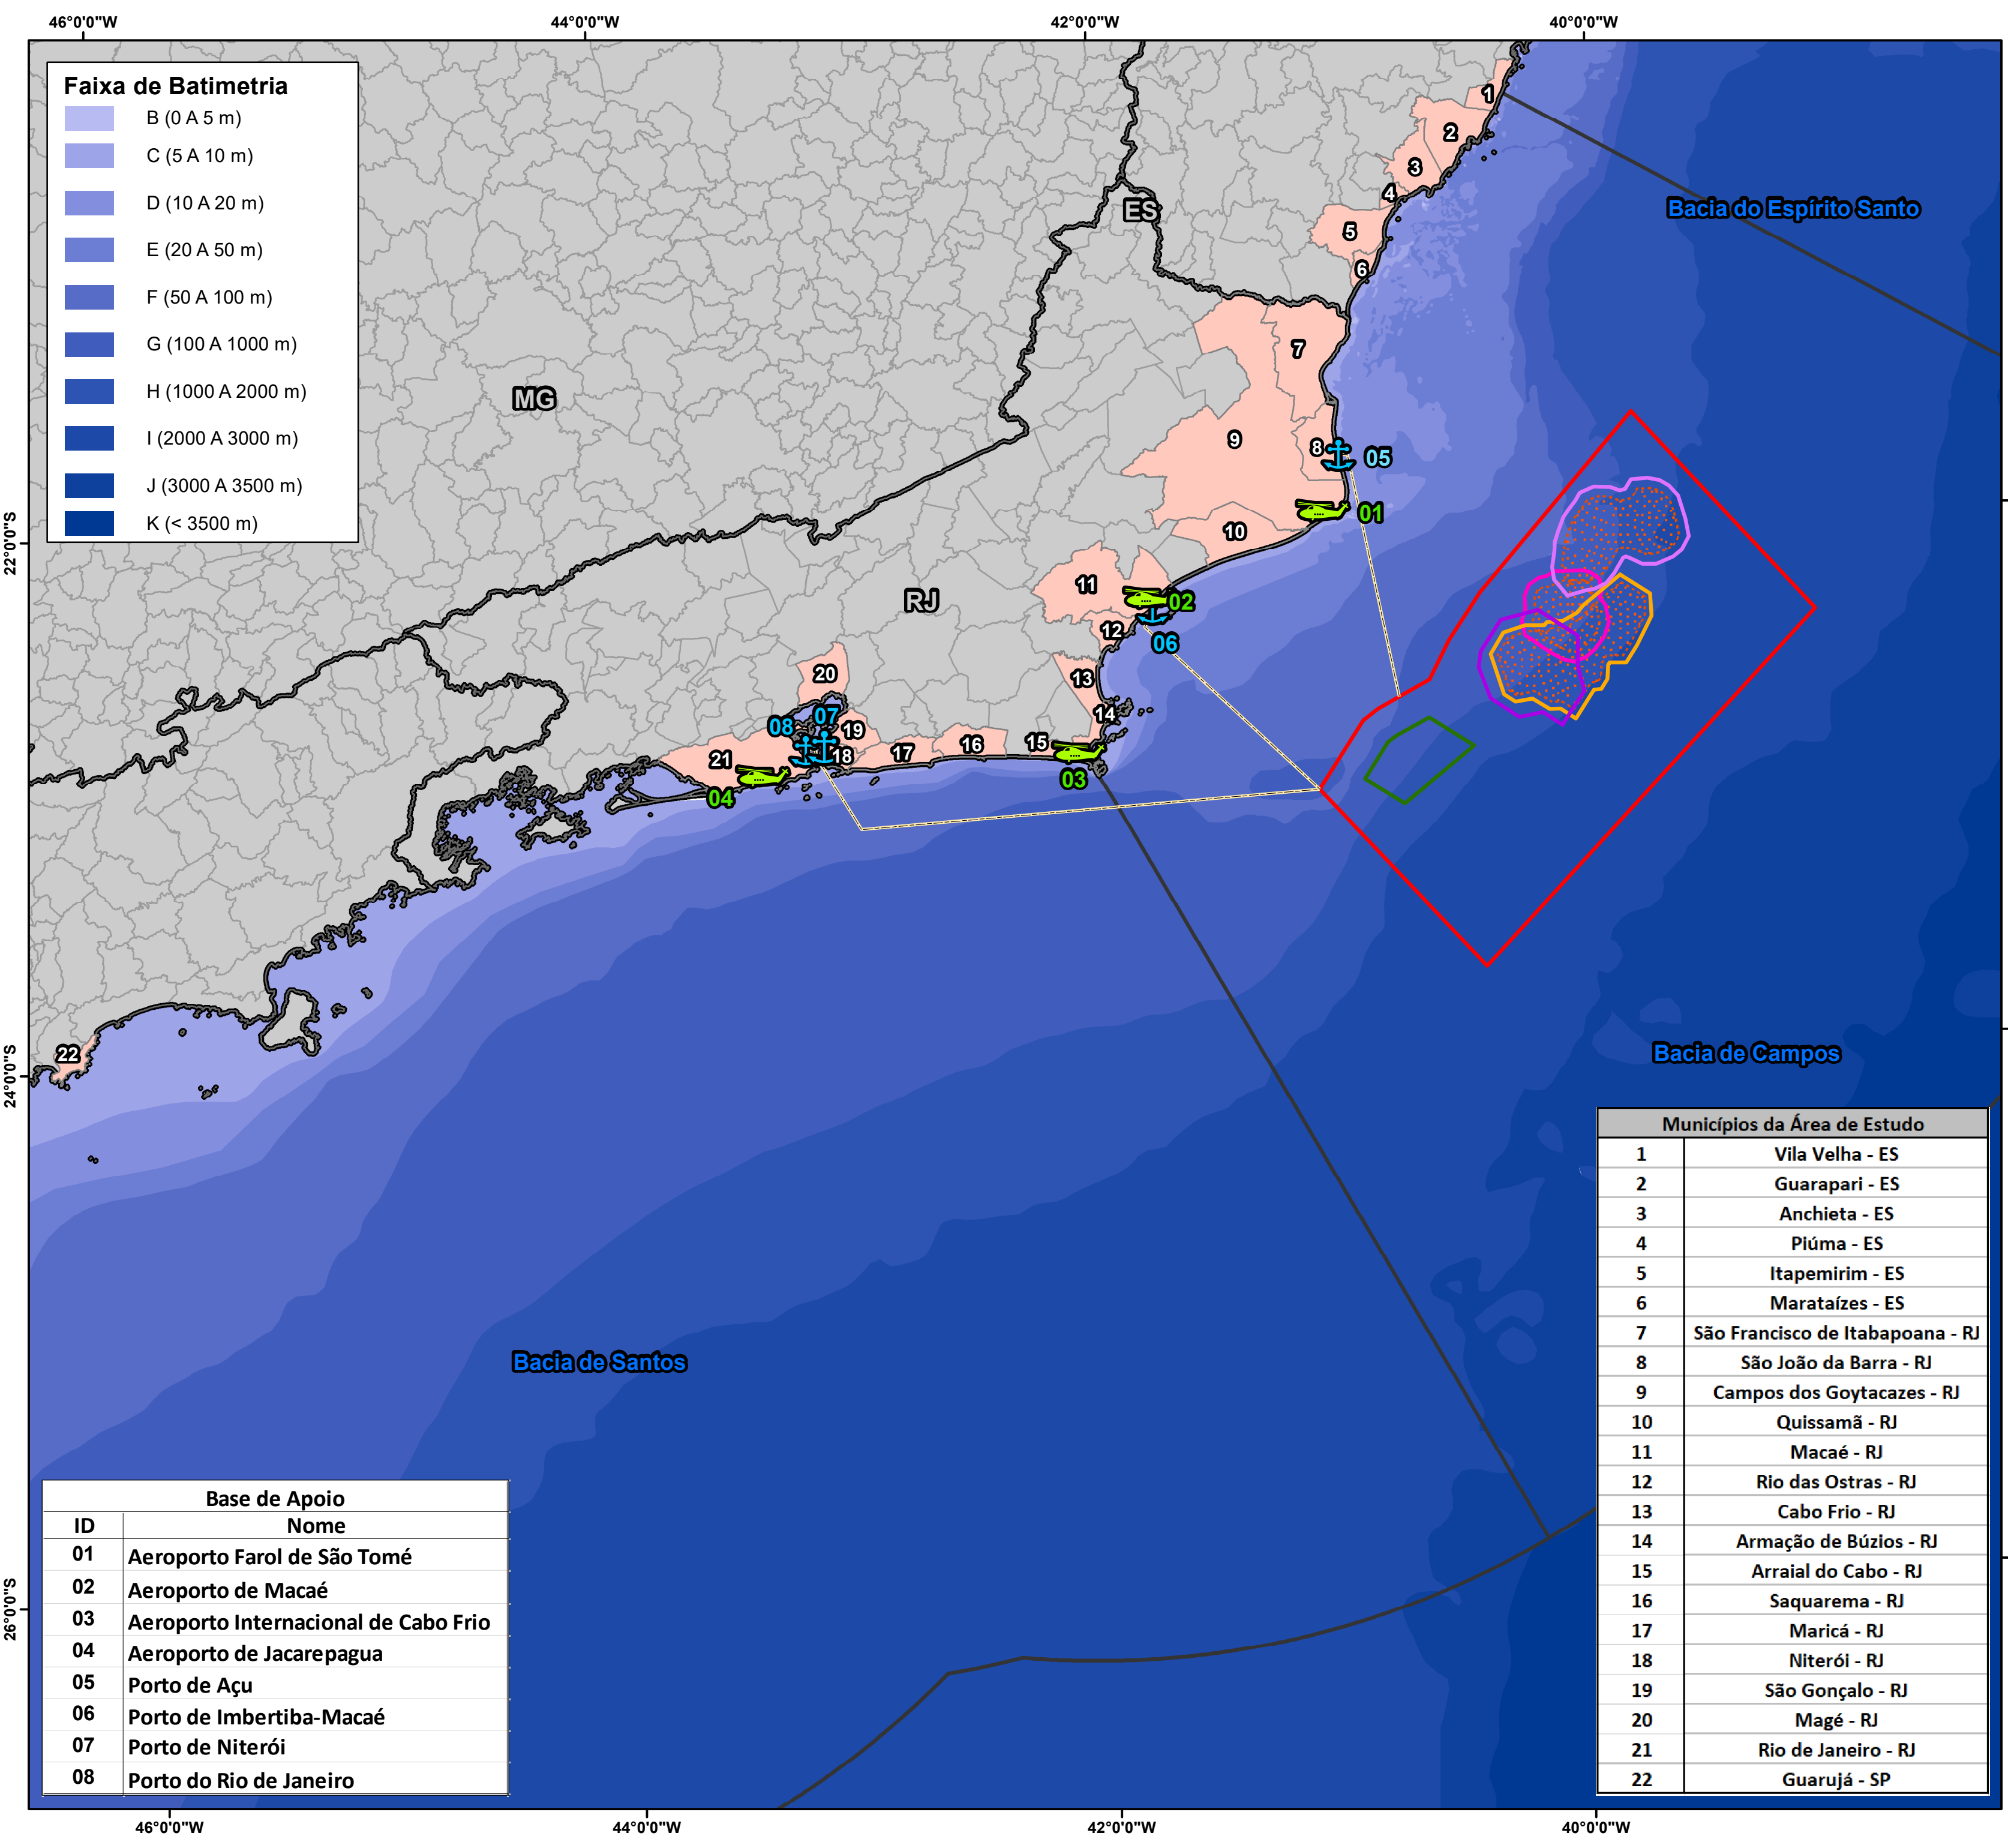 46°0'0"W
44°0'0"W
42°0'0"W
40°0'0"W
Faixa de Batimetria
B (0 A 5 m)
C (5 A 10 m)
D (10 A 20 m)
E (20 A 50 m)
F (50 A 100 m)
G (100 A 1000 m)
H (1000 A 2000 m)
I (2000 A 3000 m)
J (3000 A 3500 m)
K (< 3500 m)
1
2
3
4
5
6
7
8
9
10
11
12
13
14
15
16
17
18
19
20
21
22
ES
MG
RJ
05
01
02
06
03
07
08
04
Bacia do Espírito Santo
Bacia de Campos
Bacia de Santos
22°0'0"S
24°0'0"S
26°0'0"S
Municípios da Área de Estudo
1 Vila Velha - ES
2 Guarapari - ES
3 Anchieta - ES
4 Piúma - ES
5 Itapemirim - ES
6 Marataízes - ES
7 São Francisco de Itabapoana - RJ
8 São João da Barra - RJ
9 Campos dos Goytacazes - RJ
10 Quissamã - RJ
11 Macaé - RJ
12 Rio das Ostras - RJ
13 Cabo Frio - RJ
14 Armação de Búzios - RJ
15 Arraial do Cabo - RJ
16 Saquarema - RJ
17 Maricá - RJ
18 Niterói - RJ
19 São Gonçalo - RJ
20 Magé - RJ
21 Rio de Janeiro - RJ
22 Guarujá - SP
Base de Apoio
ID Nome
01 Aeroporto Farol de São Tomé
02 Aeroporto de Macaé
03 Aeroporto Internacional de Cabo Frio
04 Aeroporto de Jacarepagua
05 Porto de Açu
06 Porto de Imbertiba-Macaé
07 Porto de Niterói
08 Porto do Rio de Janeiro
46°0'0"W
44°0'0"W
42°0'0"W
40°0'0"W